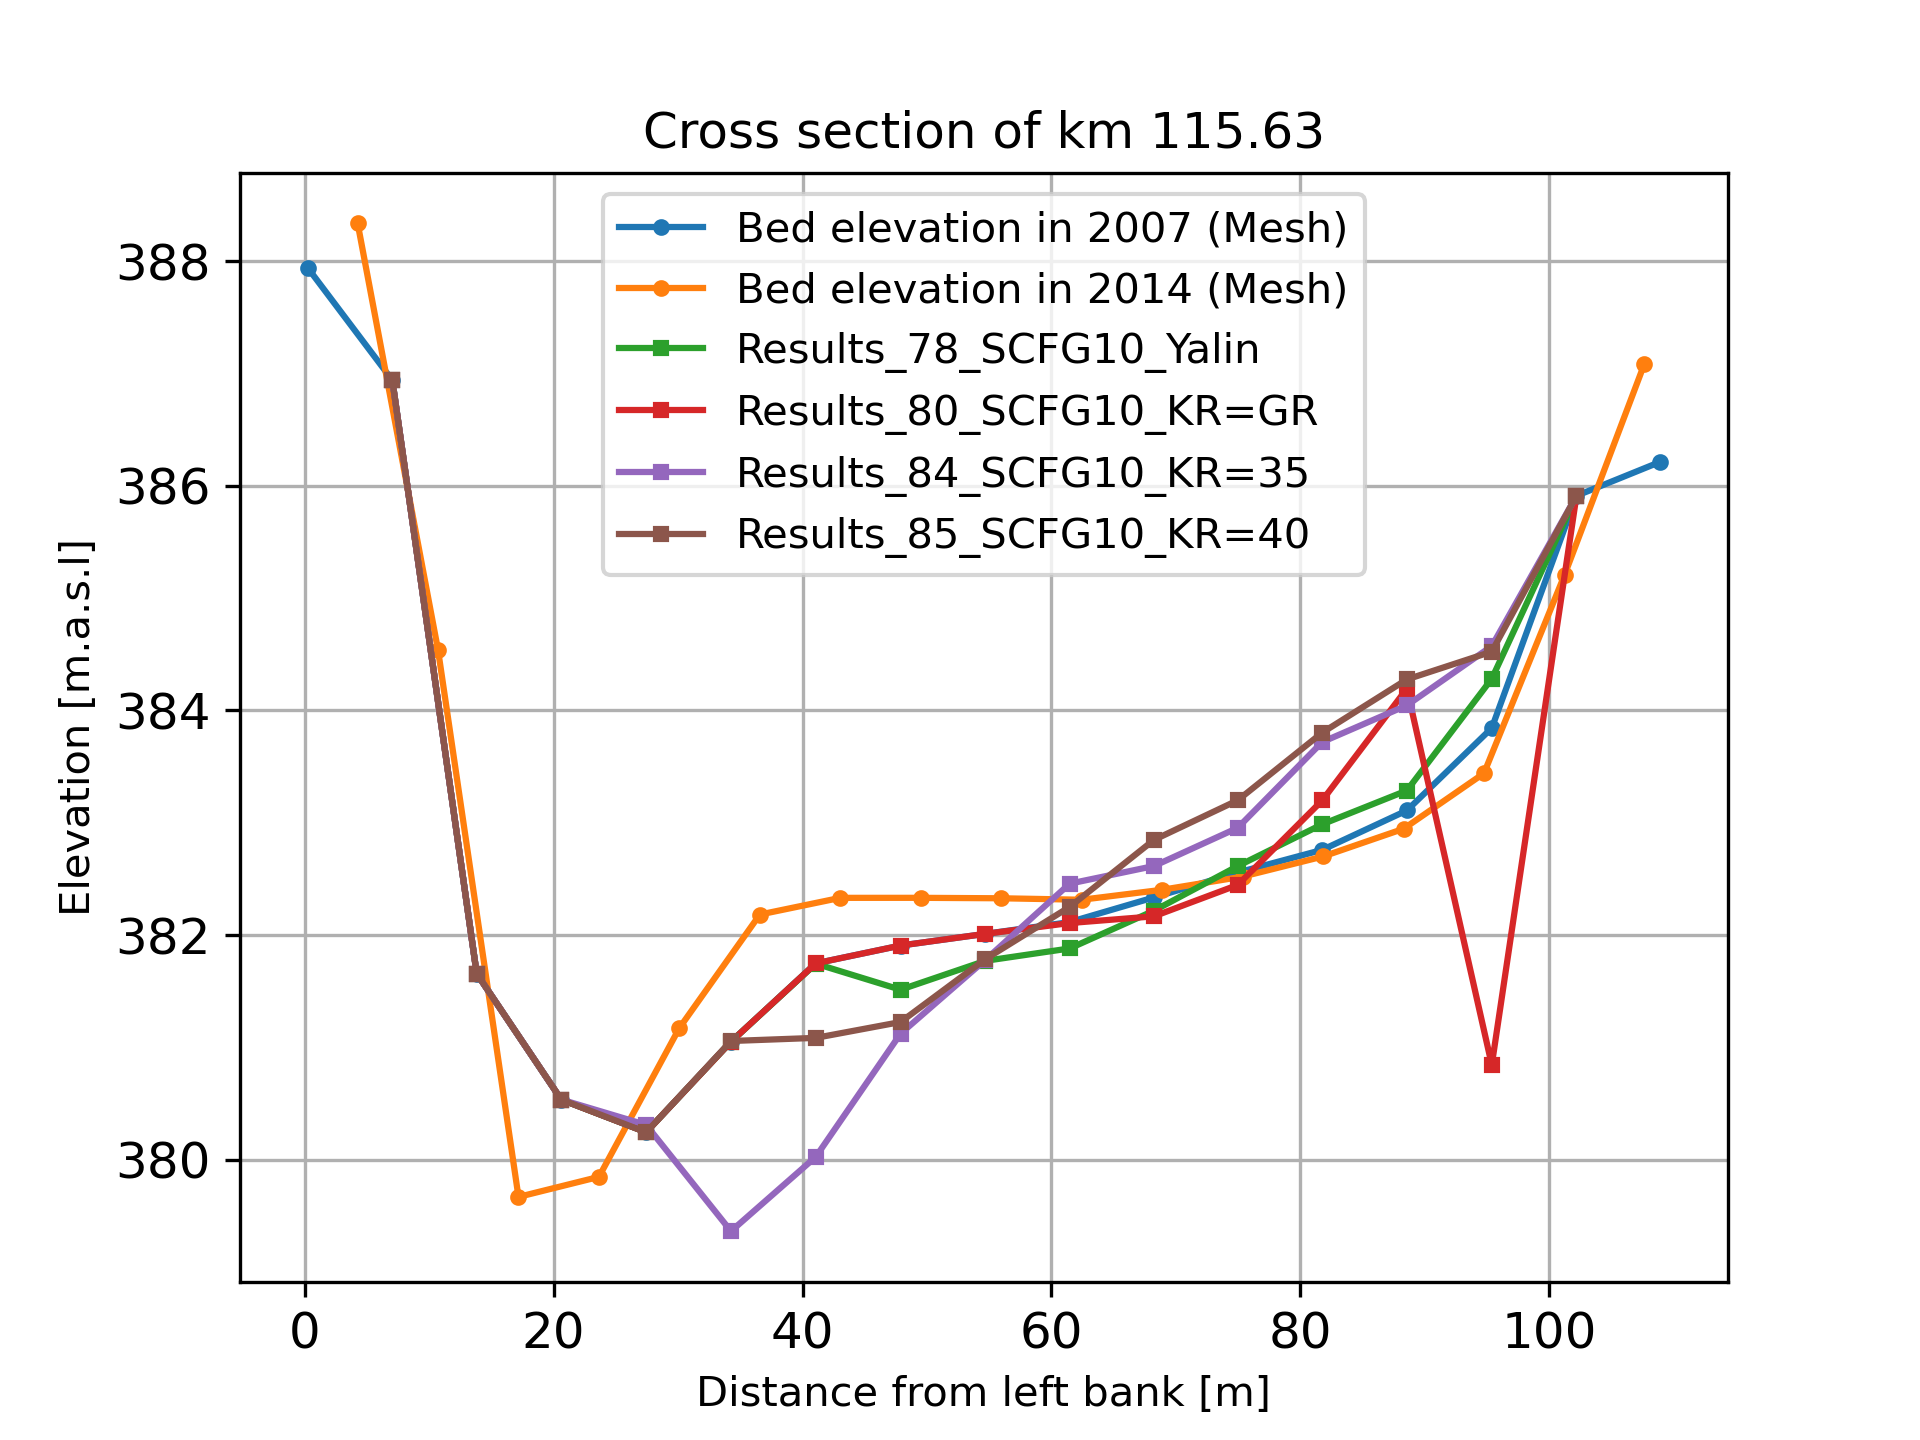 Cross section of km 115.63
Bed elevation in 2007 (Mesh)
Bed elevation in 2014 (Mesh)
Results_78_SCFG10_Yalin
Results_80_SCFG10_KR=GR
Results_84_SCFG10_KR=35
Results_85_SCFG10_KR=40
388
386
384
382
380
Elevation [m.a.s.l]
0 20 40 60 80 100
Distance from left bank [m]